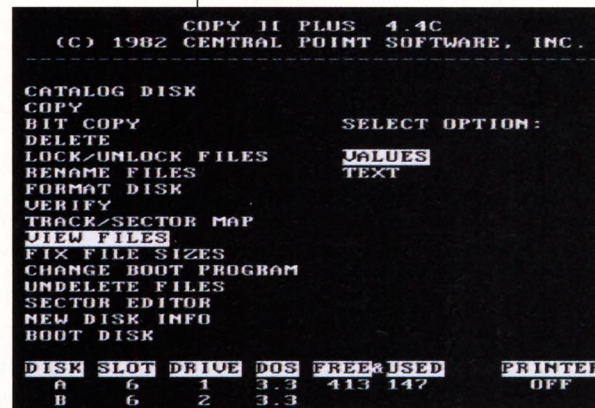 COPY ][ PLUS 4.4C
(C) 1982 CENTRAL POINT SOFTWARE, INC.
CATALOG DISK
COPY
BIT COPY
DELETE
LOCK/UNLOCK FILES
RENAME FILES
FORMAT DISK
VERIFY
TRACK/SECTOR MAP
VIEW FILES
FIX FILE SIZES
CHANGE BOOT PROGRAM
UNDELETE FILES
SECTOR EDITOR
NEW DISK INFO
BOOT DISK
SELECT OPTION:
VALUES
TEXT
DISK SLOT DRIVE DOS FREE&USED PRINTER
A 6 1 3.3 413 147 OFF
B 6 2 3.3